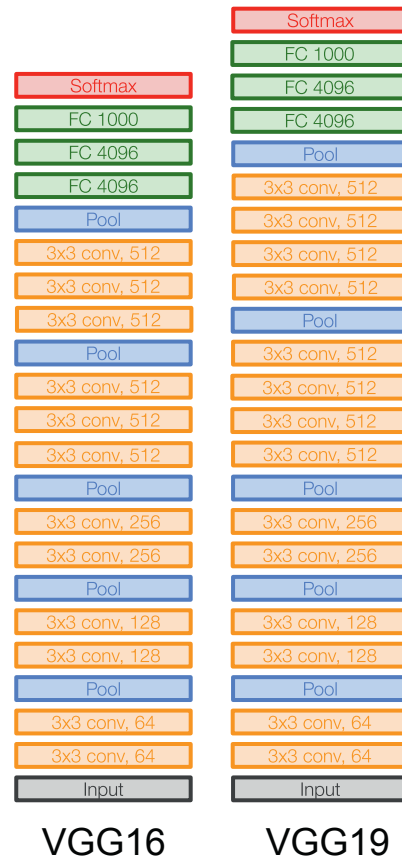 Softmax
FC 1000
FC 4096
FC 4096
Pool
3x3 conv, 512
3x3 conv, 512
3x3 conv, 512
Pool
3x3 conv, 512
3x3 conv, 512
3x3 conv, 512
Pool
3x3 conv, 256
3x3 conv, 256
Pool
3x3 conv, 128
3x3 conv, 128
Pool
3x3 conv, 64
3x3 conv, 64
Input
VGG16
Softmax
FC 1000
FC 4096
FC 4096
Pool
3x3 conv, 512
3x3 conv, 512
3x3 conv, 512
3x3 conv, 512
Pool
3x3 conv, 512
3x3 conv, 512
3x3 conv, 512
3x3 conv, 512
Pool
3x3 conv, 256
3x3 conv, 256
Pool
3x3 conv, 128
3x3 conv, 128
Pool
3x3 conv, 64
3x3 conv, 64
Input
VGG19